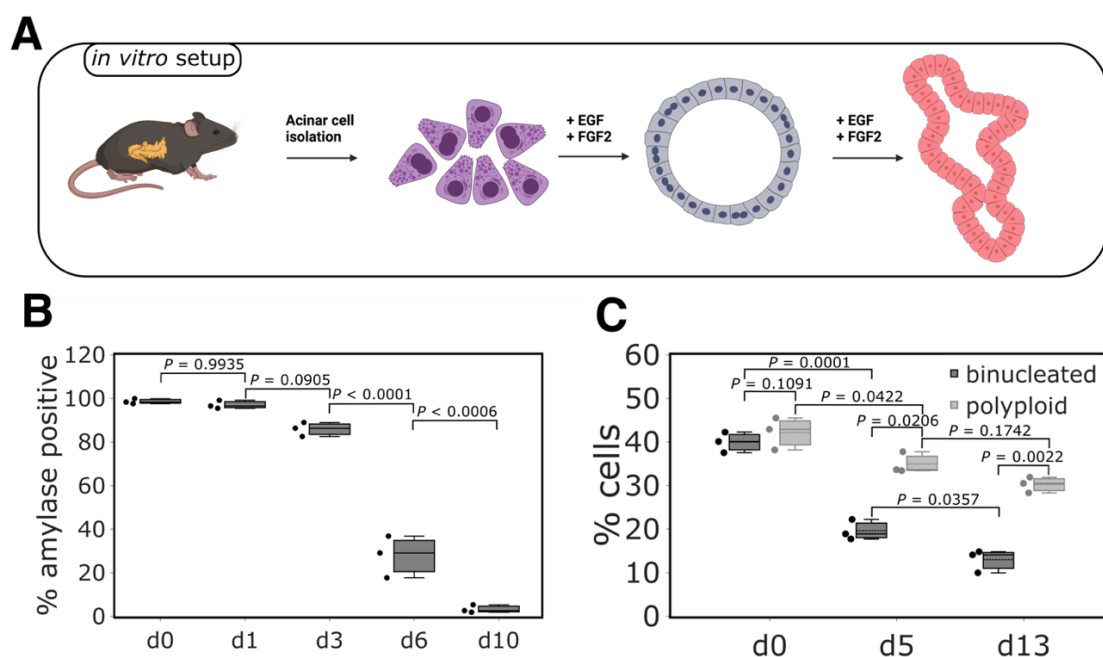 A
in vitro setup
Acinar cell
isolation
+ EGF
+ FGF2
+ EGF
+ FGF2
B
% amylase positive
120
100
80
60
40
20
0
P = 0.9935
P = 0.0905
P < 0.0001
P < 0.0006
d0
d1
d3
d6
d10
C
% cells
60
50
40
30
20
10
0
P = 0.0001
P = 0.1091
P = 0.0422
P = 0.0206
P = 0.1742
P = 0.0022
P = 0.0357
binucleated
polyploid
d0
d5
d13